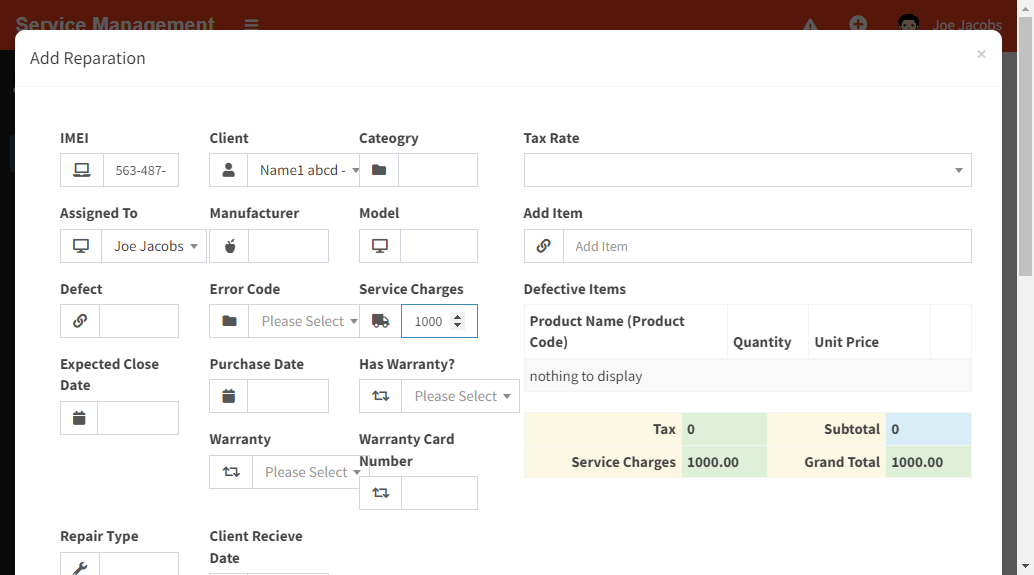 Service Management
Joe Jacobs
Add Reparation
×
IMEI
Client
Cateogry
Tax Rate
563-487-
Name1 abcd -
Assigned To
Manufacturer
Model
Add Item
Joe Jacobs
Add Item
Defect
Error Code
Service Charges
Defective Items
Please Select
1000
Product Name (Product
Code)
Quantity
Unit Price
nothing to display
Expected Close
Date
Purchase Date
Has Warranty?
Please Select
Tax
0
Subtotal
0
Service Charges
1000.00
Grand Total
1000.00
Warranty
Warranty Card
Number
Please Select
Repair Type
Client Recieve
Date